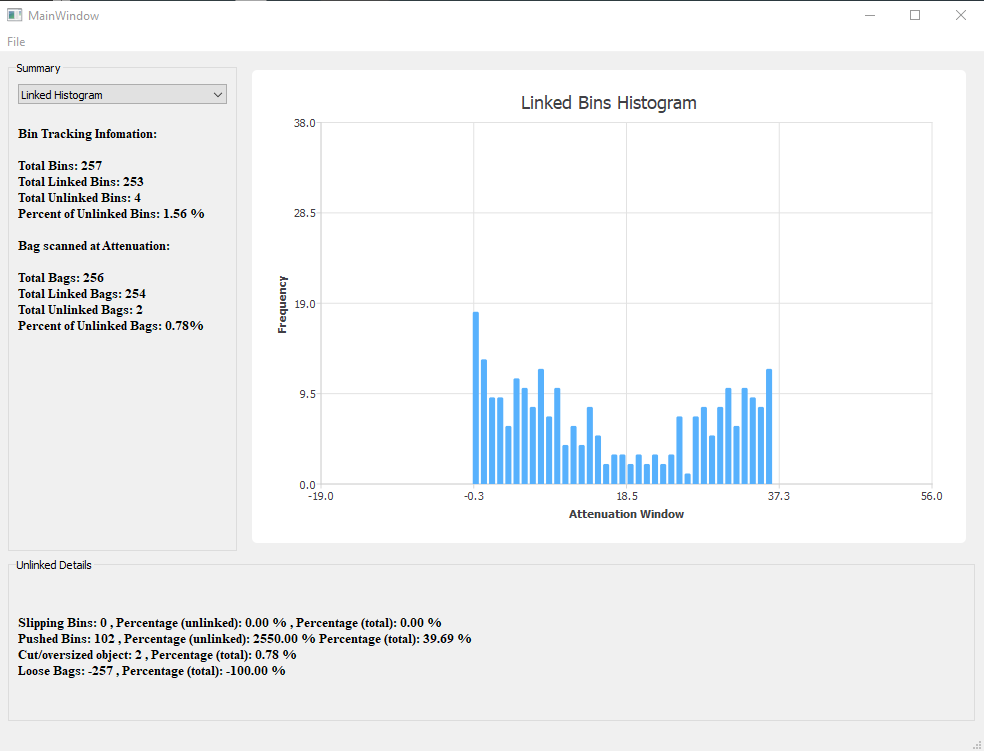 MainWindow
File
Summary
Linked Histogram
Bin Tracking Infomation:
Total Bins: 257
Total Linked Bins: 253
Total Unlinked Bins: 4
Percent of Unlinked Bins: 1.56 %
Bag scanned at Attenuation:
Total Bags: 256
Total Linked Bags: 254
Total Unlinked Bags: 2
Percent of Unlinked Bags: 0.78%
Linked Bins Histogram
38.0
28.5
19.0
9.5
0.0
Frequency
-19.0 -0.3 18.5 37.3 56.0
Attenuation Window
Unlinked Details
Slipping Bins: 0 , Percentage (unlinked): 0.00 % , Percentage (total): 0.00 %
Pushed Bins: 102 , Percentage (unlinked): 2550.00 % Percentage (total): 39.69 %
Cut/oversized object: 2 , Percentage (total): 0.78 %
Loose Bags: -257 , Percentage (total): -100.00 %